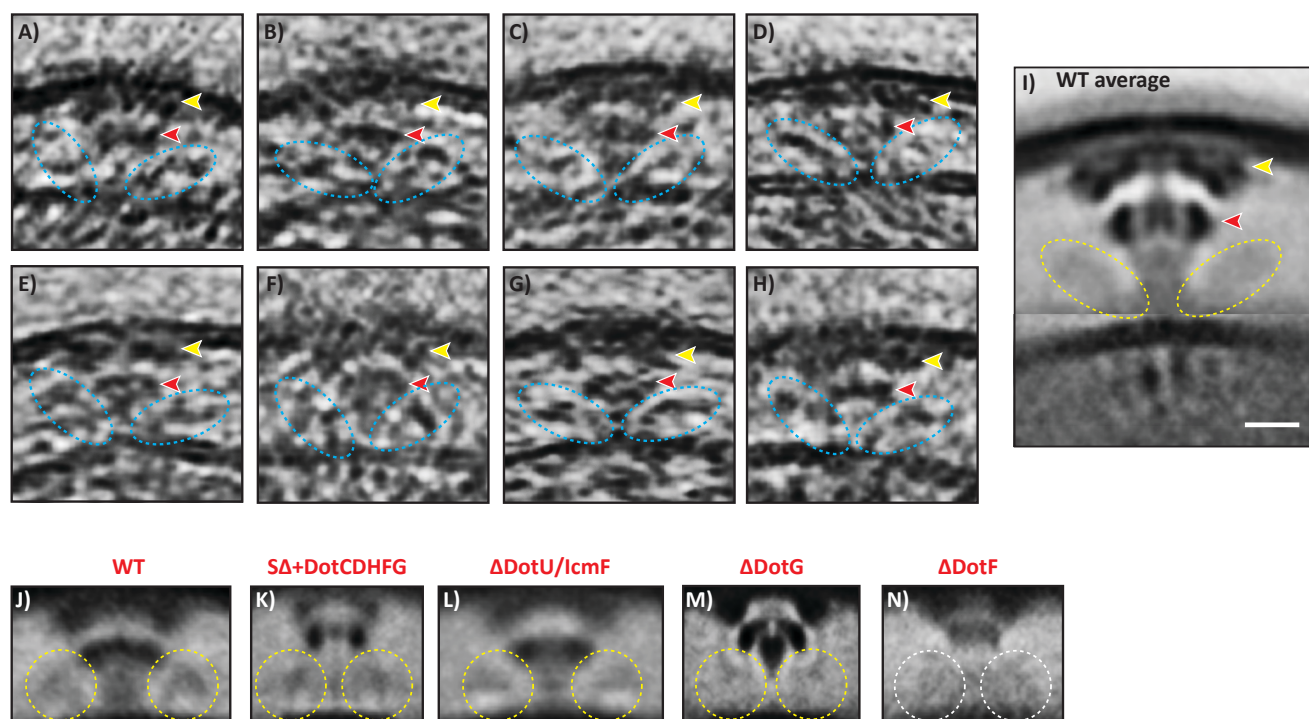 A)
B)
C)
D)
I) WT average
E)
F)
G)
H)
WT
SΔ+DotCDHFG
ΔDotU/IcmF
ΔDotG
ΔDotF
J)
K)
L)
M)
N)